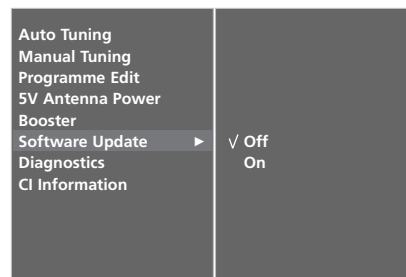 Auto Tuning
Manual Tuning
Programme Edit
5V Antenna Power
Booster
Software Update ► √ Off
Diagnostics On
CI Information